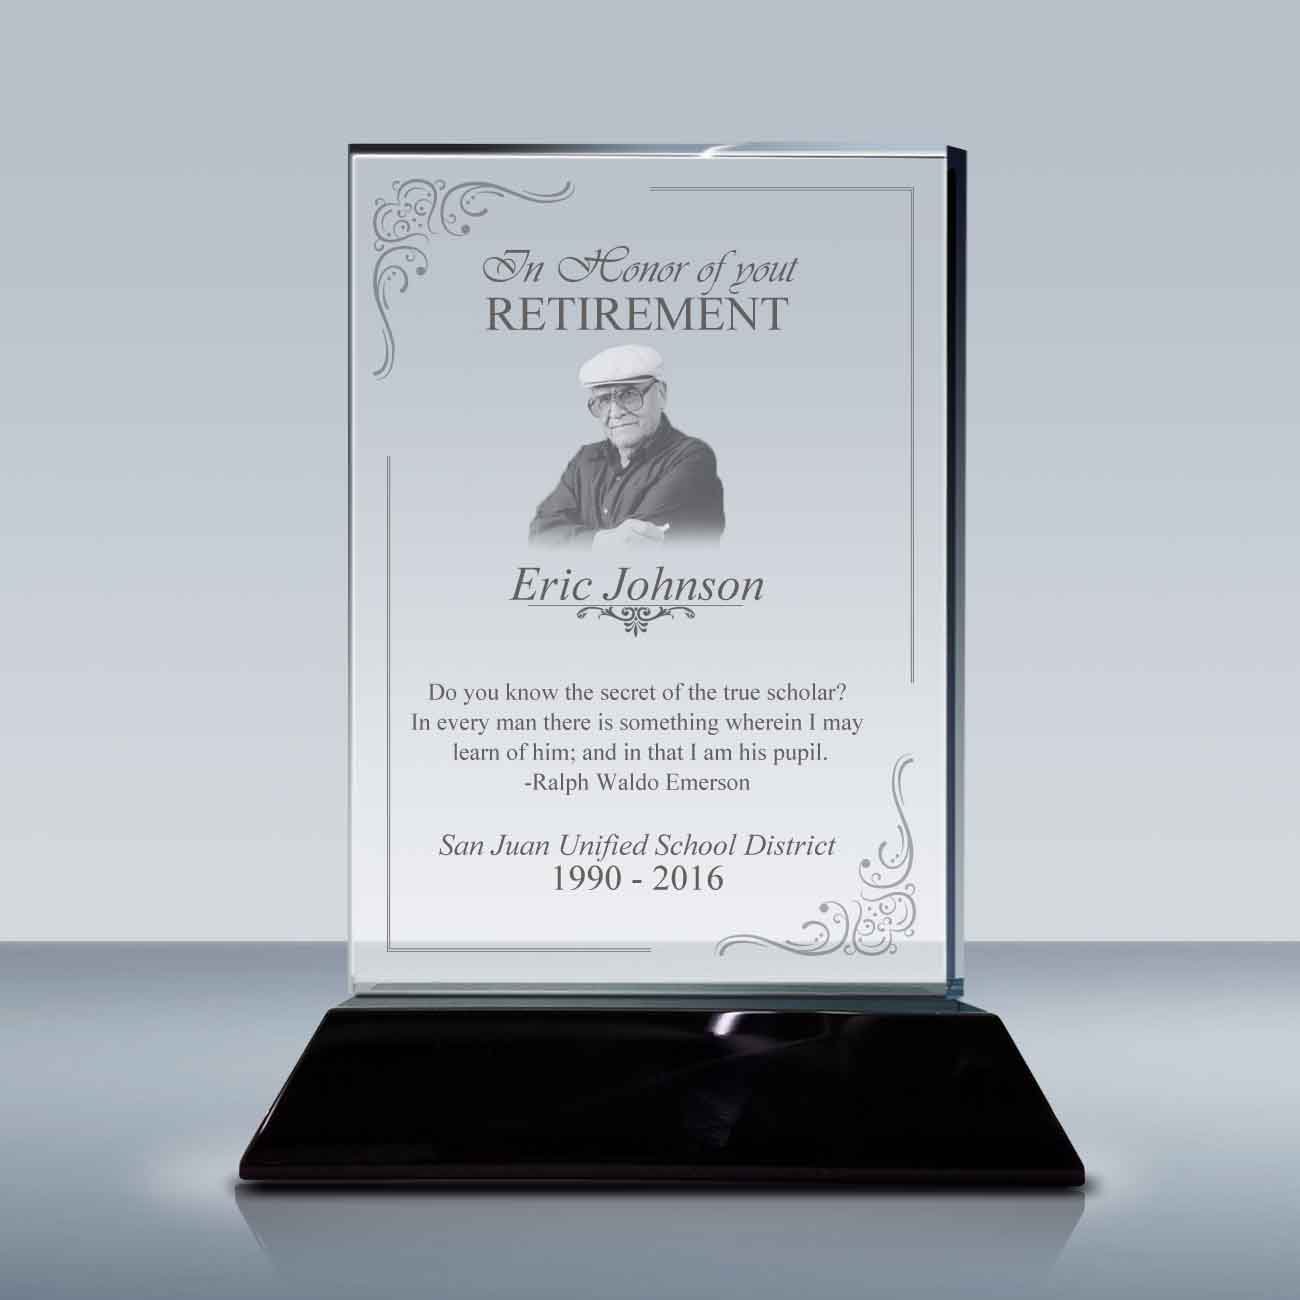 In Honor of yout
RETIREMENT
Eric Johnson
Do you know the secret of the true scholar?
In every man there is something wherein I may
learn of him; and in that I am his pupil.
-Ralph Waldo Emerson
San Juan Unified School District
1990 - 2016